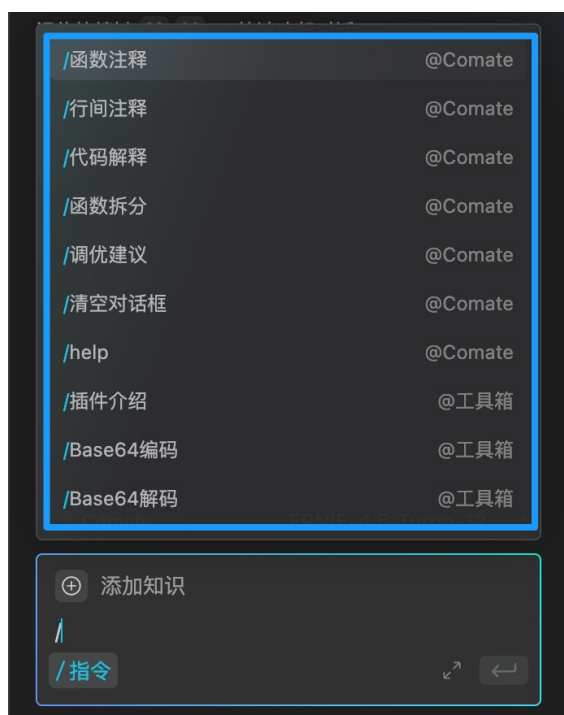 /函数注释 @Comate
/行间注释 @Comate
/代码解释 @Comate
/函数拆分 @Comate
/调优建议 @Comate
/清空对话框 @Comate
/help @Comate
/插件介绍 @工具箱
/Base64编码 @工具箱
/Base64解码 @工具箱
添加知识
/
/指令